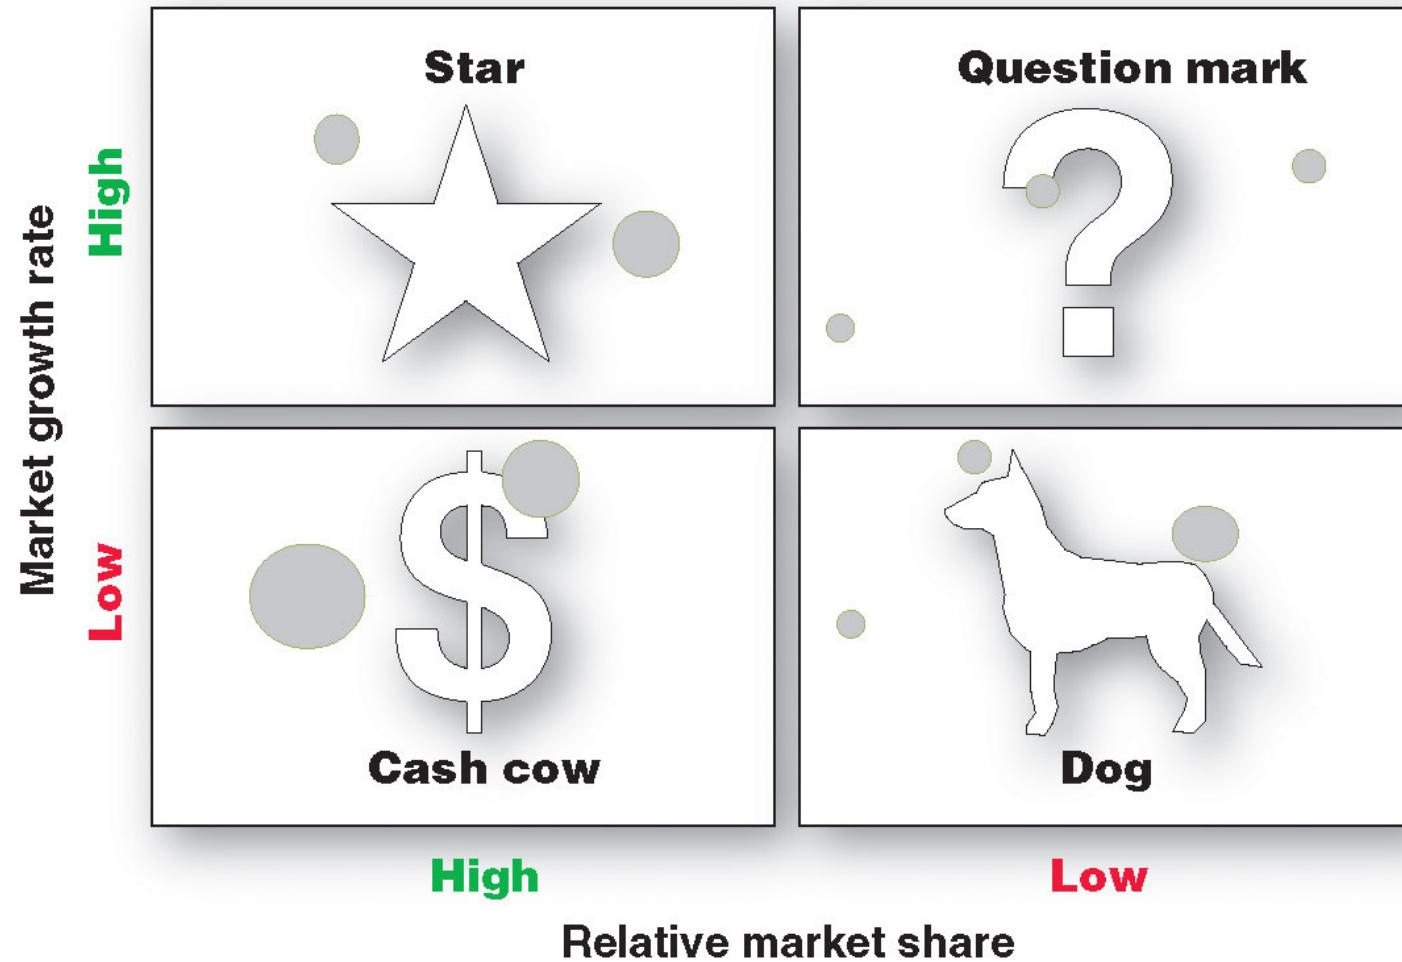 Star
Question mark
High
Market growth rate
Low
?
$
Cash cow
Dog
High
Low
Relative market share